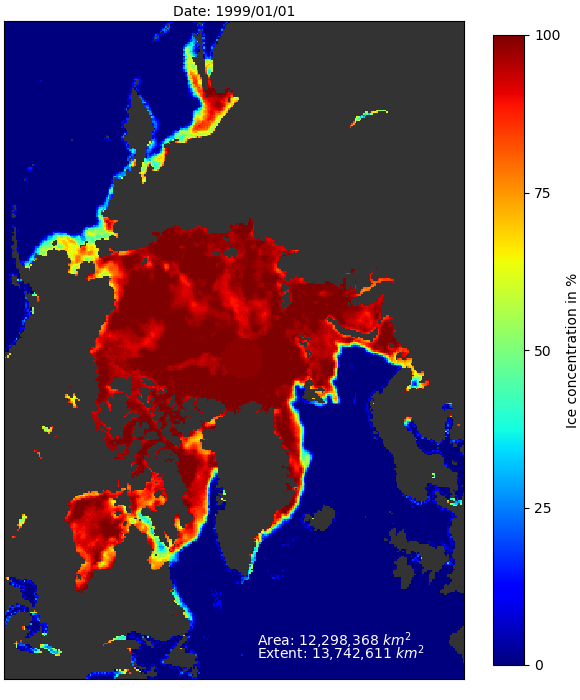 Date: 1999/01/01
100
75
50
25
0
Ice concentration in %
Area: 12,298,368 km²
Extent: 13,742,611 km²